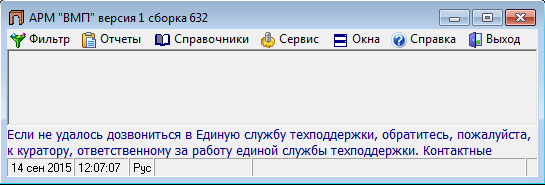 АРМ "ВМП" версия 1 сборка 632
Фильтр Отчеты Справочники Сервис Окна Справка Выход
Если не удалось дозвониться в Единую службу техподдержки, обратитесь, пожалуйста,
к куратору, ответственному за работу единой службы техподдержки. Контактные
14 сен 2015 12:07:07 Рус